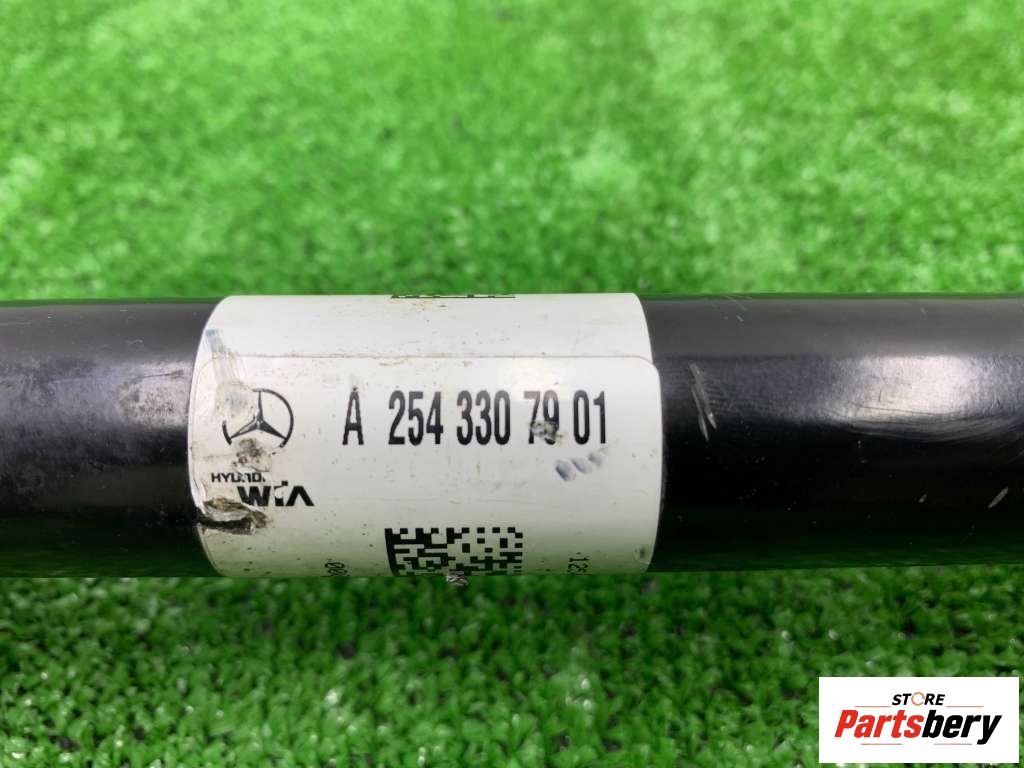 A 254 330 79 01
HYUNDAI
WIA
STORE
Partsbery